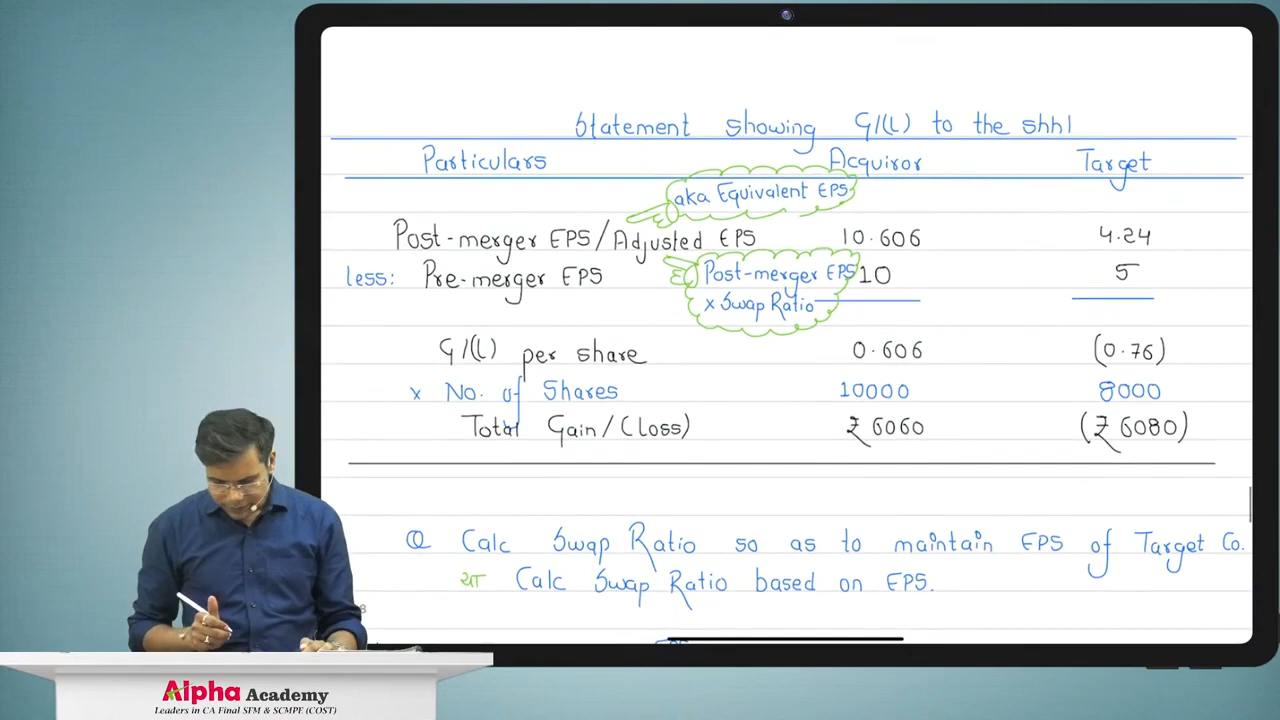 Statement showing G/(L) to the shhl
Particulars Acquiror Target
aka Equivalent EPS
Post-merger EPS/Adjusted EPS 10.606 4.24
less: Pre-merger EPS 10 5
Post-merger EPS
x Swap Ratio
G/(L) per share 0.606 (0.76)
x No. of Shares 10000 8000
Total Gain/(Loss) ₹6060 (₹6080)
Q Calc Swap Ratio so as to maintain EPS of Target Co.
या Calc Swap Ratio based on EPS.
8
Alpha Academy
Leaders in CA Final SFM & SCMPE (COST)